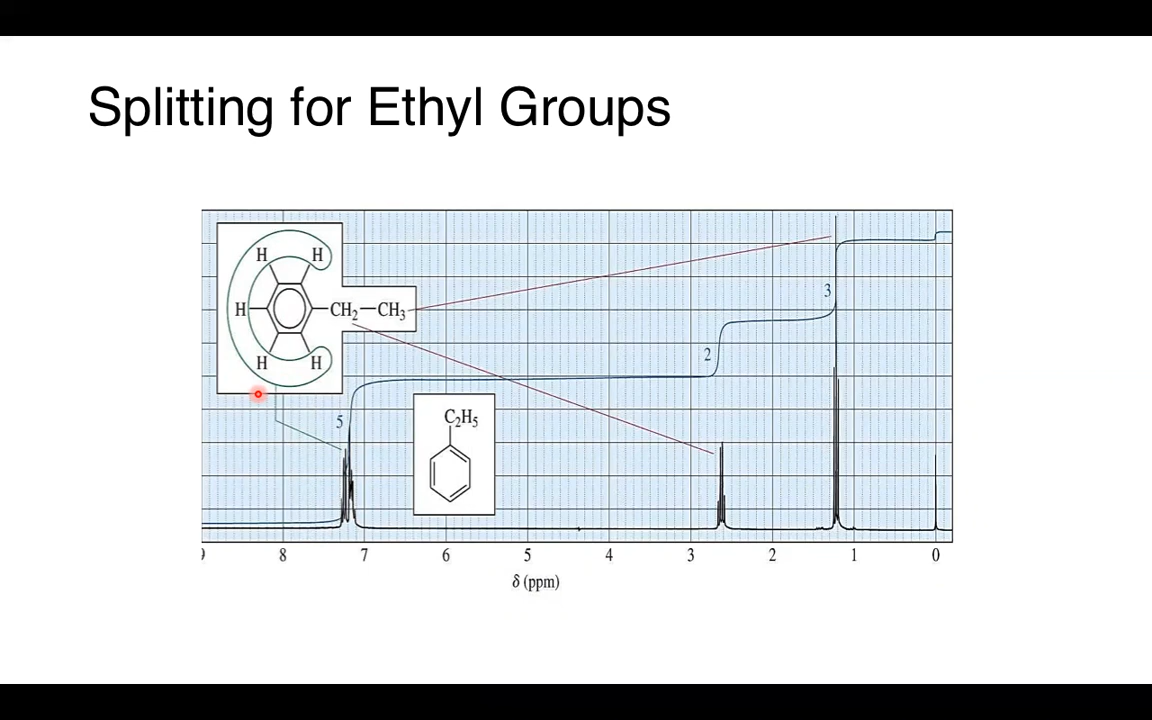 Splitting for Ethyl Groups
H H
H CH₂—CH₃
H H
3
2
5
C₂H₅
9 8 7 6 5 4 3 2 1 0
δ (ppm)